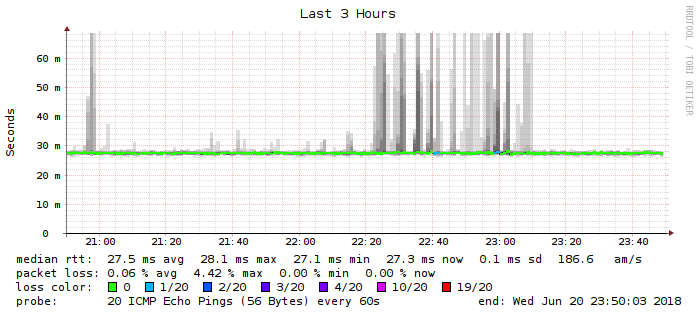 Last 3 Hours
RRDTOOL / TOBI OETIKER
Seconds
60 m
50 m
40 m
30 m
20 m
10 m
0
21:00 21:20 21:40 22:00 22:20 22:40 23:00 23:20 23:40
median rtt: 27.5 ms avg 28.1 ms max 27.1 ms min 27.3 ms now 0.1 ms sd 186.6 am/s
packet loss: 0.06 % avg 4.42 % max 0.00 % min 0.00 % now
loss color: 0 1/20 2/20 3/20 4/20 10/20 19/20
probe: 20 ICMP Echo Pings (56 Bytes) every 60s end: Wed Jun 20 23:50:03 2018